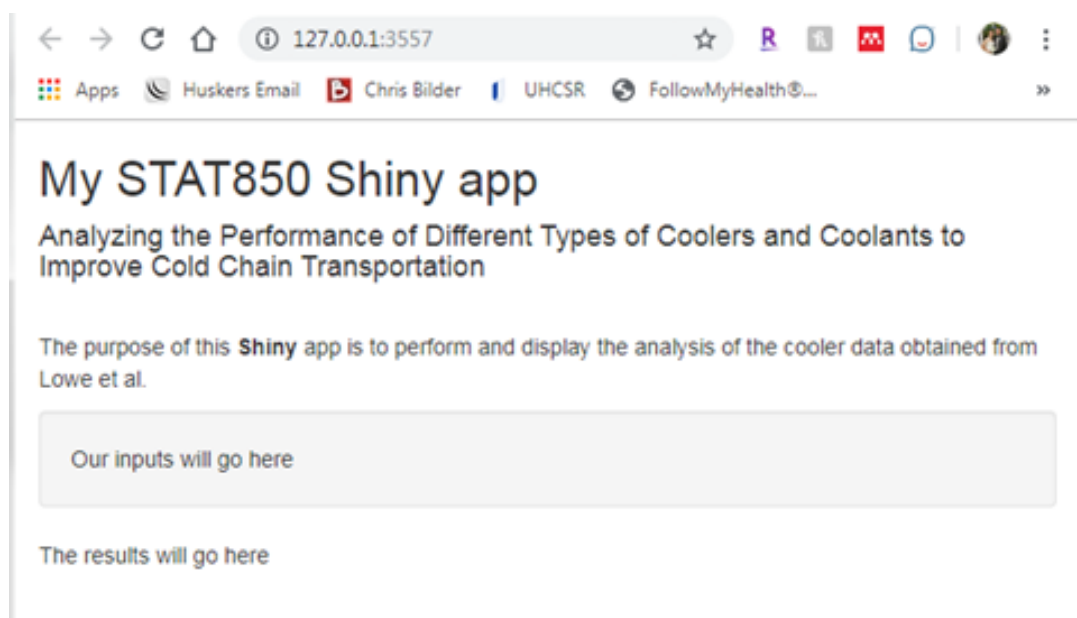 127.0.0.1:3557
Apps Huskers Email Chris Bilder UHCSR FollowMyHealth®... »
My STAT850 Shiny app
Analyzing the Performance of Different Types of Coolers and Coolants to
Improve Cold Chain Transportation
The purpose of this Shiny app is to perform and display the analysis of the cooler data obtained from
Lowe et al.
Our inputs will go here
The results will go here